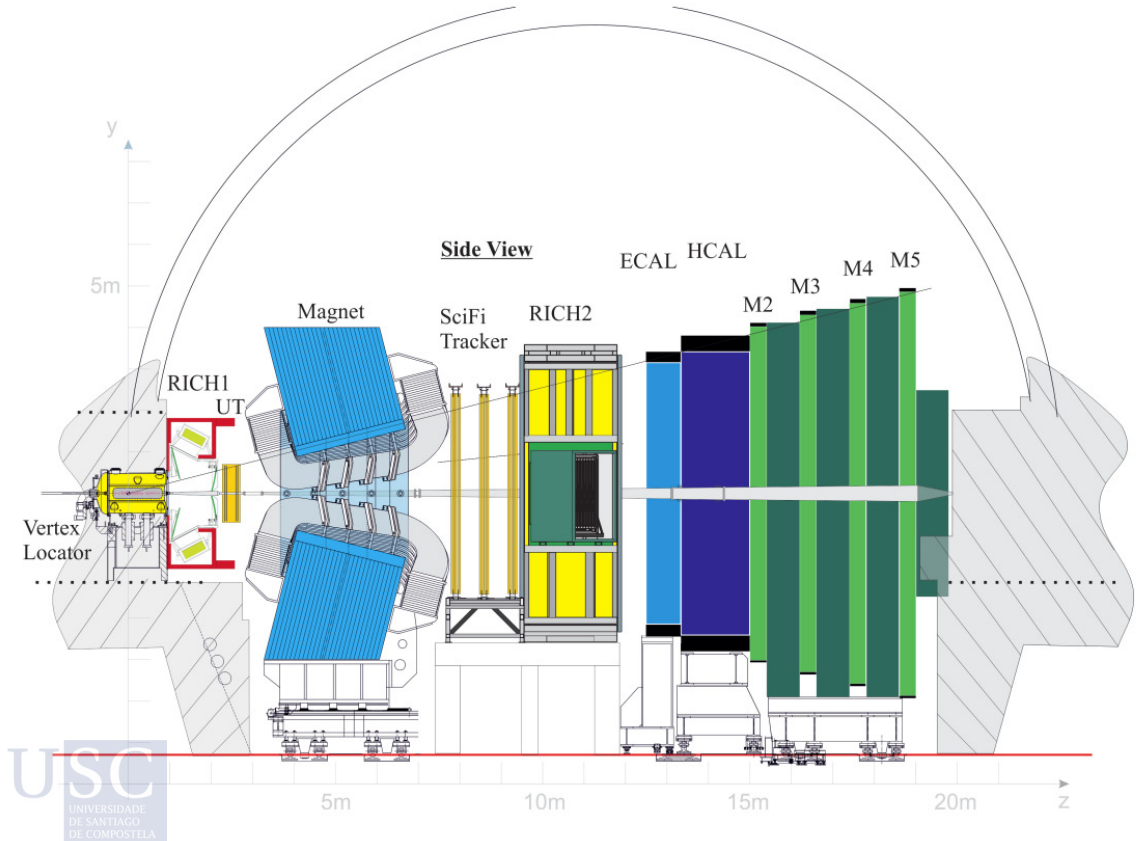 y
Side View
ECAL
HCAL
M5
M4
M3
M2
5m
Magnet
SciFi
Tracker
RICH2
RICH1
UT
Vertex
Locator
5m
10m
15m
20m
z
USC
UNIVERSIDADE
DE SANTIAGO
DE COMPOSTELA